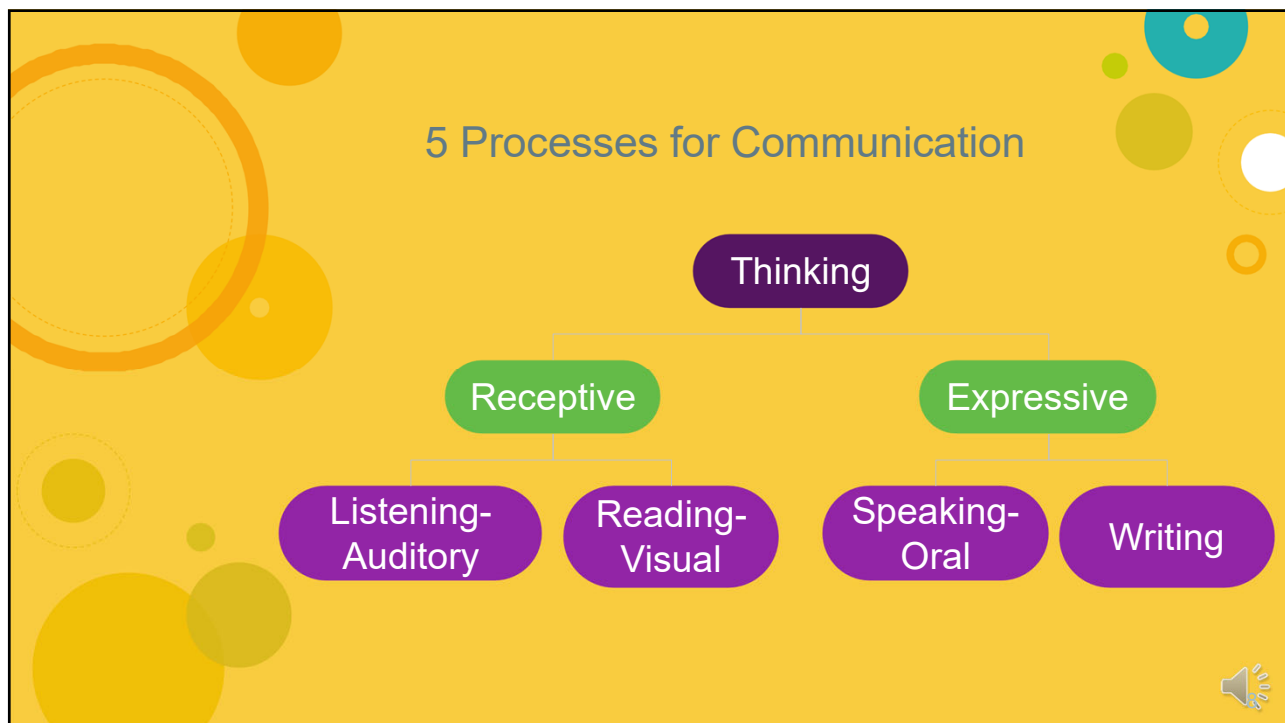 5 Processes for Communication
Thinking
Receptive
Expressive
Listening-
Auditory
Reading-
Visual
Speaking-
Oral
Writing